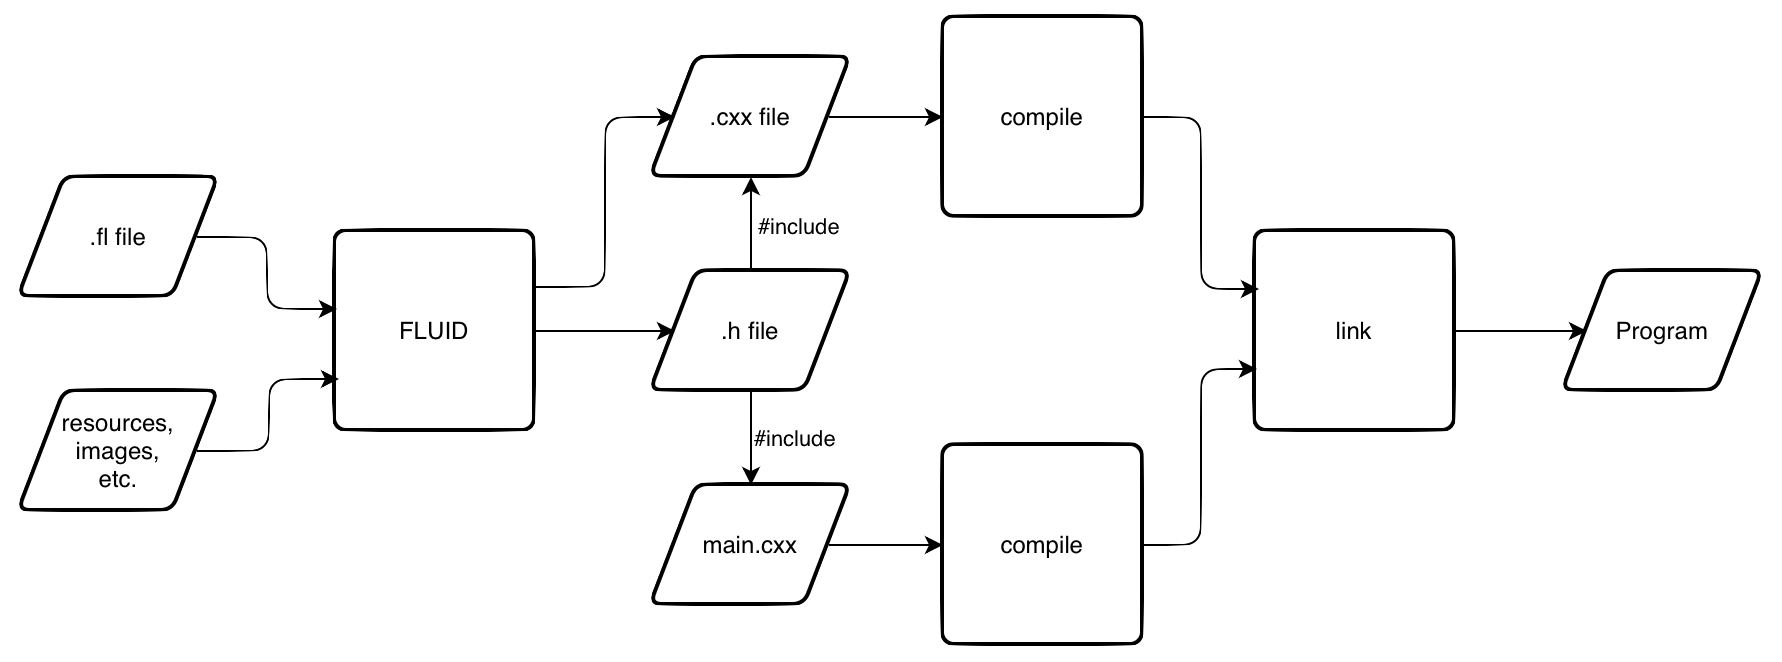 .fl file
resources,
images,
etc.
FLUID
.cxx file
#include
.h file
#include
main.cxx
compile
compile
link
Program